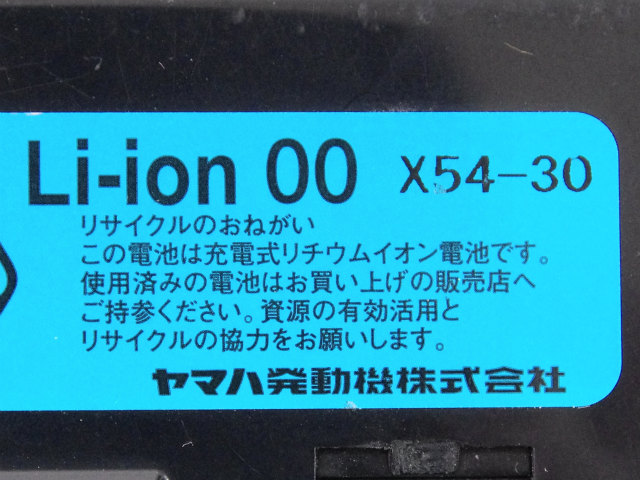 Li-ion 00 X54-30
リサイクルのおねがい
この電池は充電式リチウムイオン電池です。
使用済みの電池はお買い上げの販売店へ
ご持参ください。資源の有効活用と
リサイクルの協力をお願いします。
ヤマハ発動機株式会社